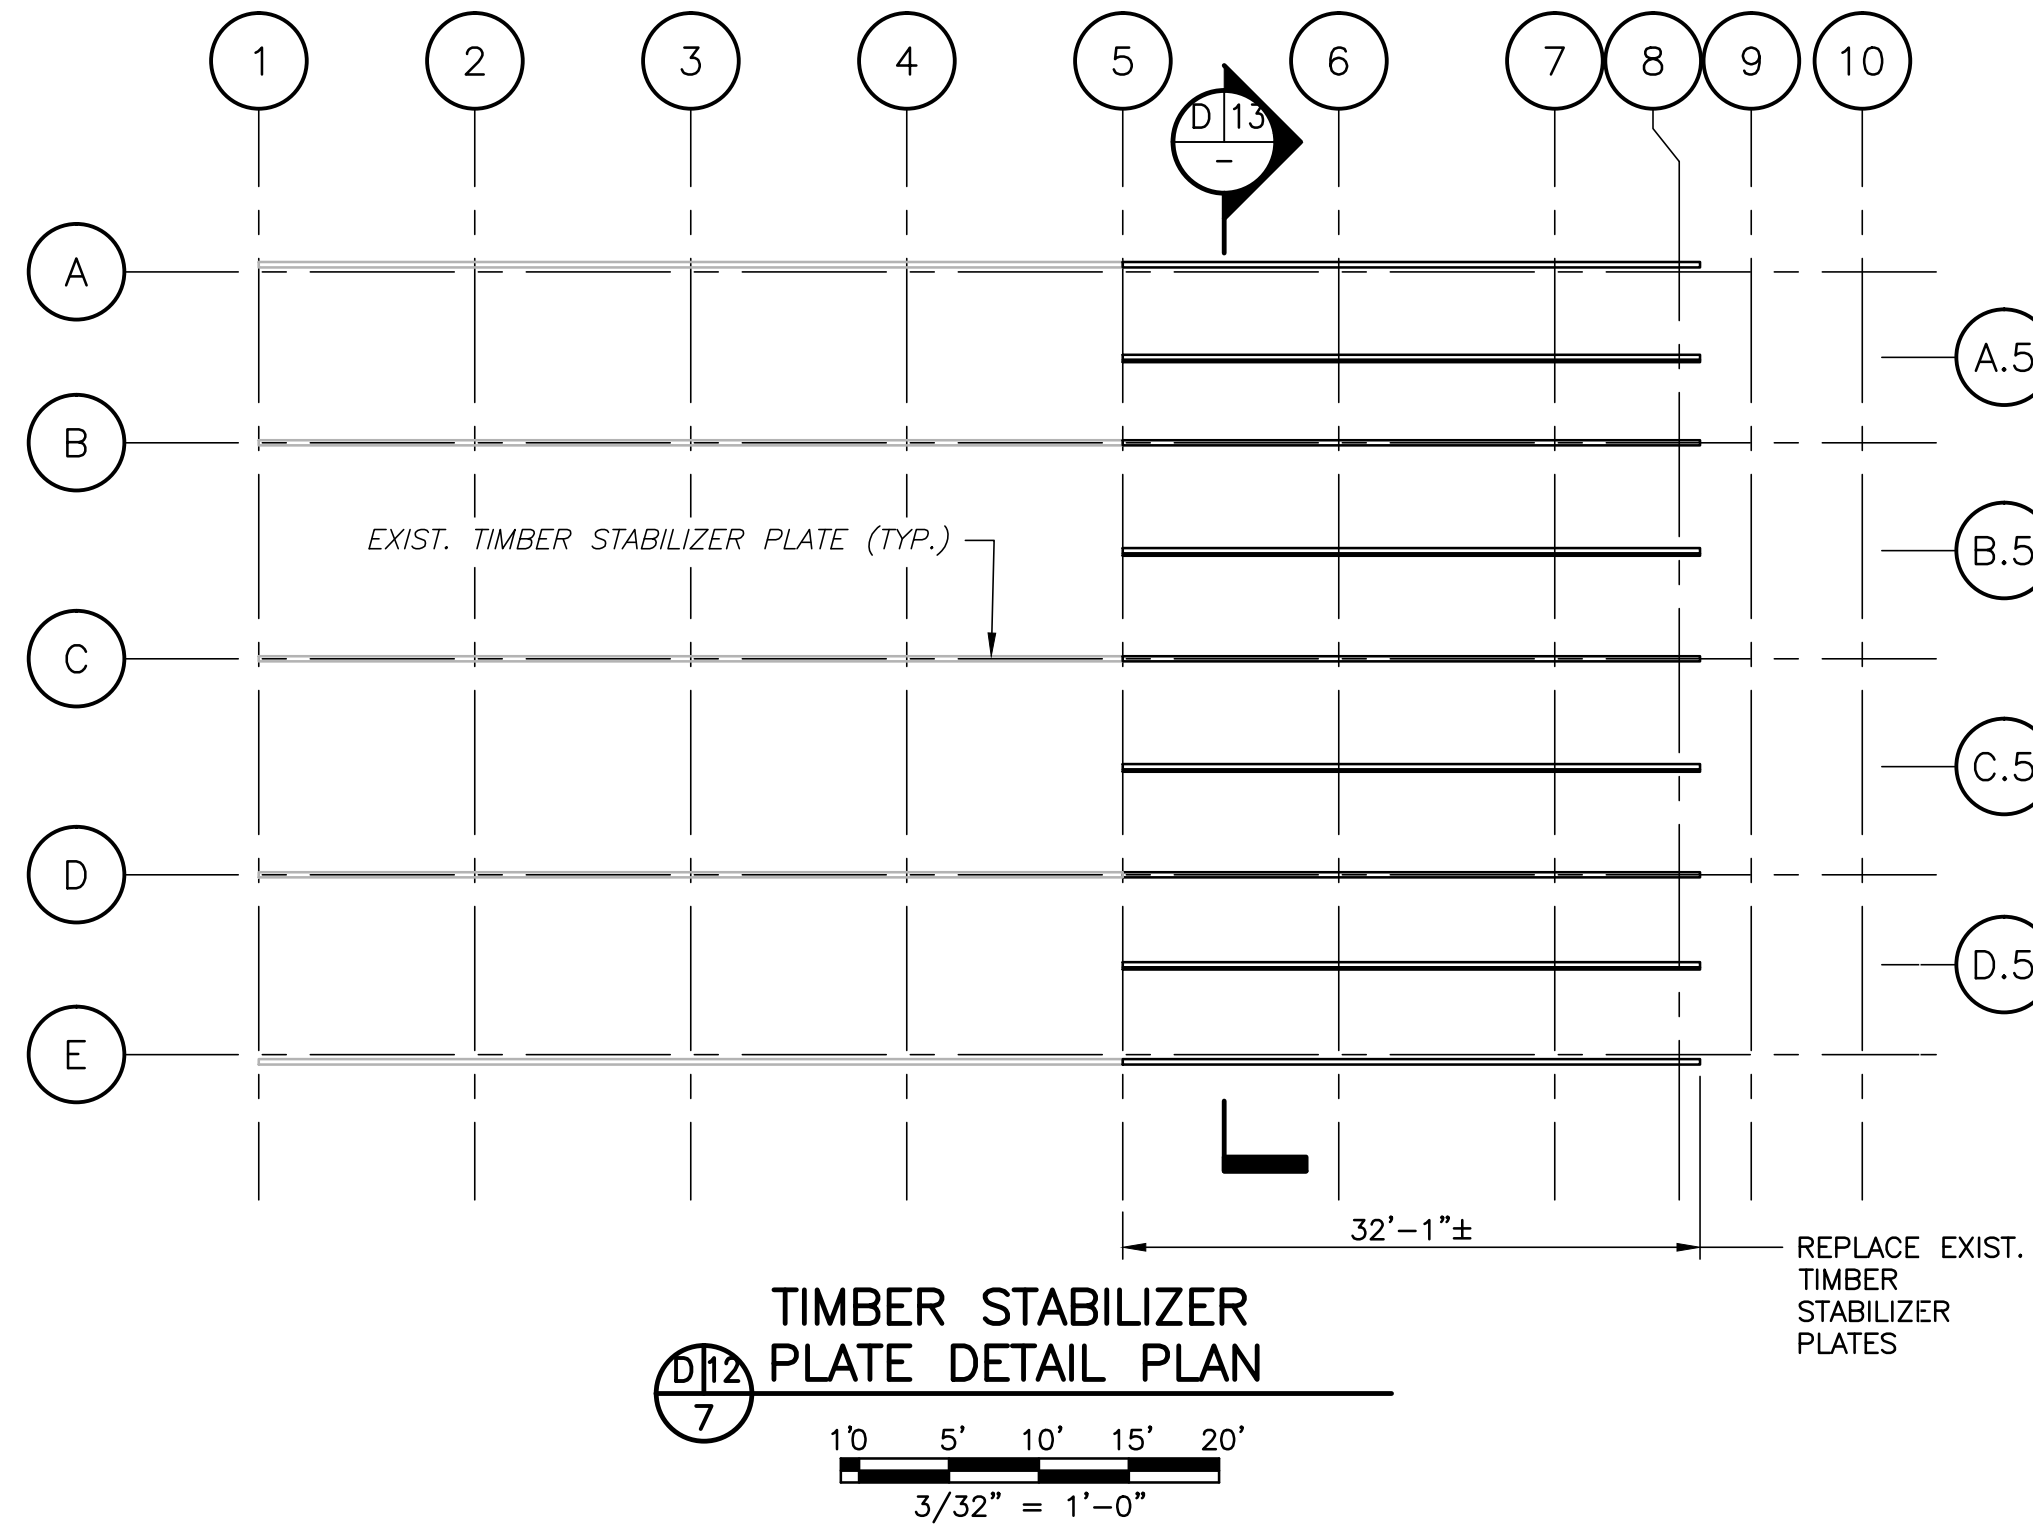 1 2 3 4 5 6 7 8 9 10
D 13
-
A
A.5
B
EXIST. TIMBER STABILIZER PLATE (TYP.)
B.5
C
C.5
D
D.5
E
32'-1"±
REPLACE EXIST.
TIMBER
STABILIZER
PLATES
TIMBER STABILIZER
PLATE DETAIL PLAN
D 12
7
1'0 5' 10' 15' 20'
3/32" = 1'-0"